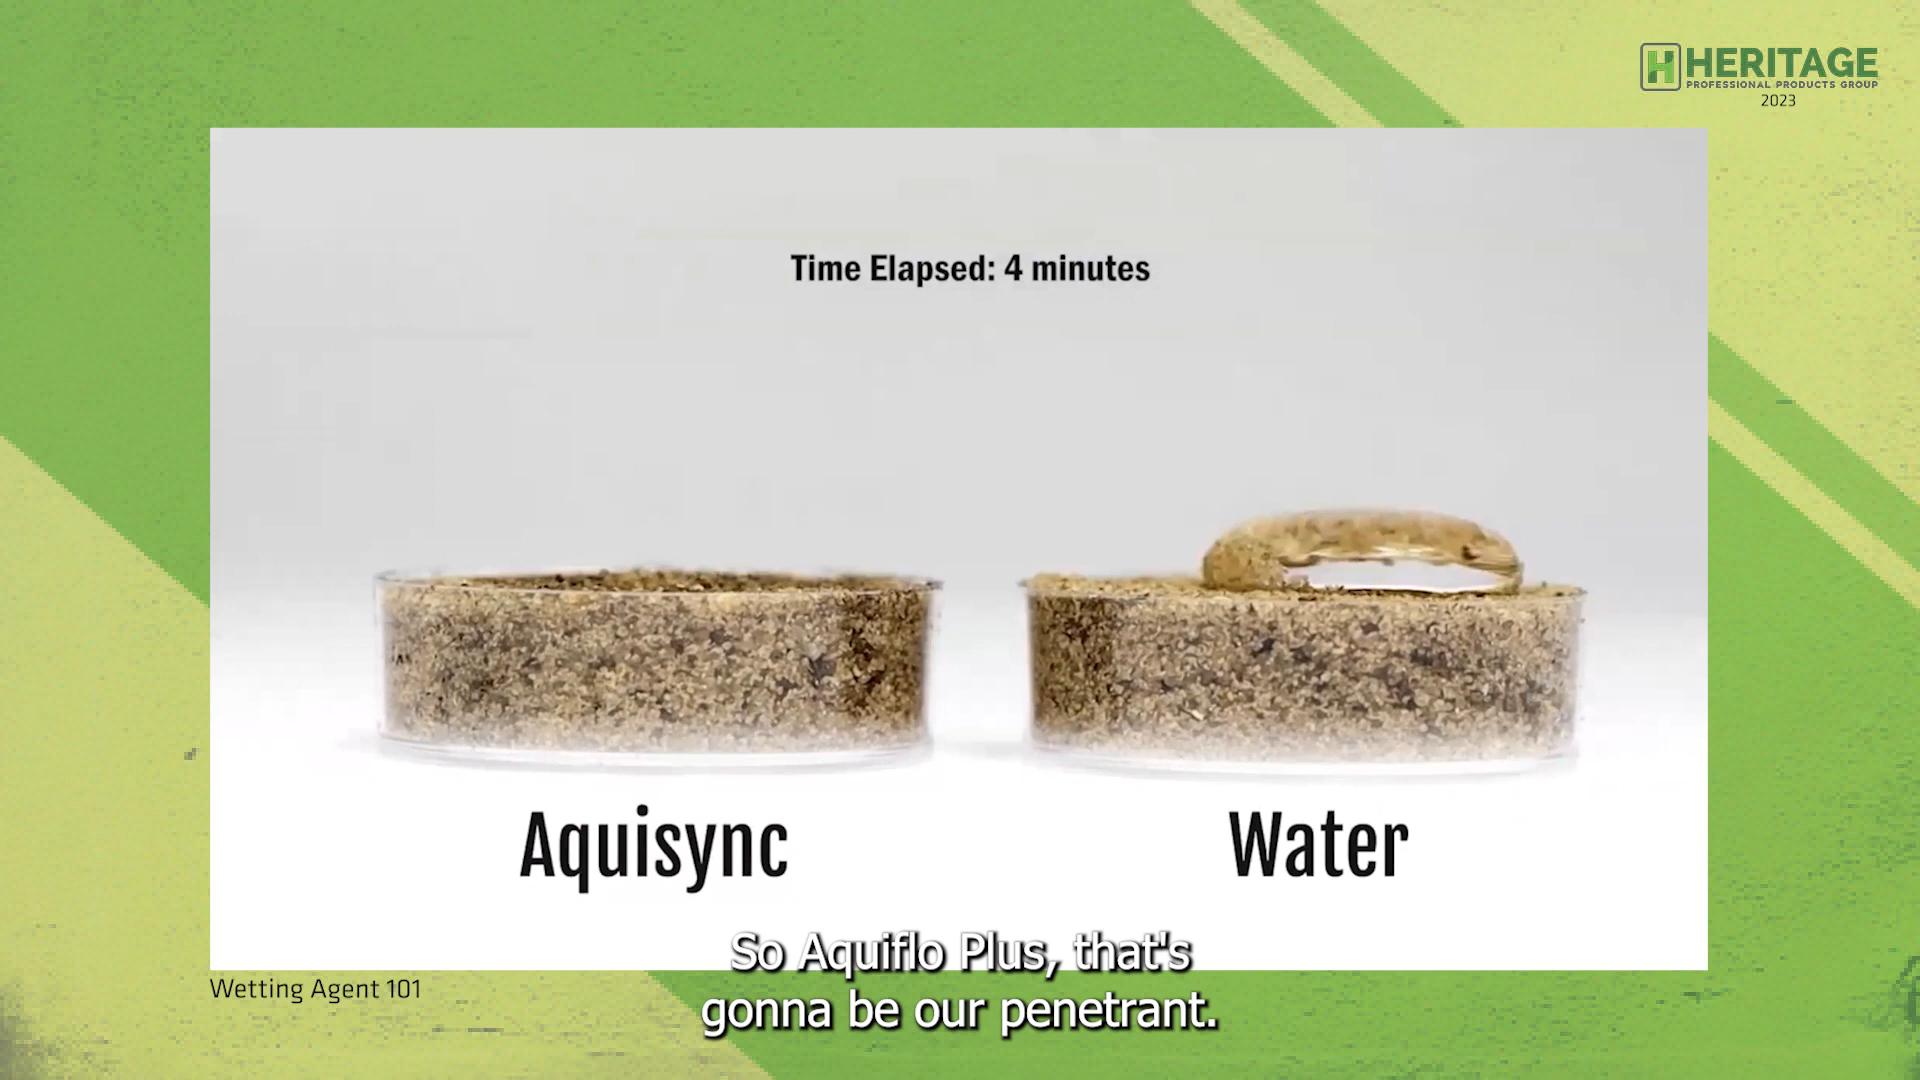 HERITAGE
PROFESSIONAL PRODUCTS GROUP
2023
Time Elapsed: 4 minutes
Aquisync
Water
So Aquiflo Plus, that's
gonna be our penetrant.
Wetting Agent 101